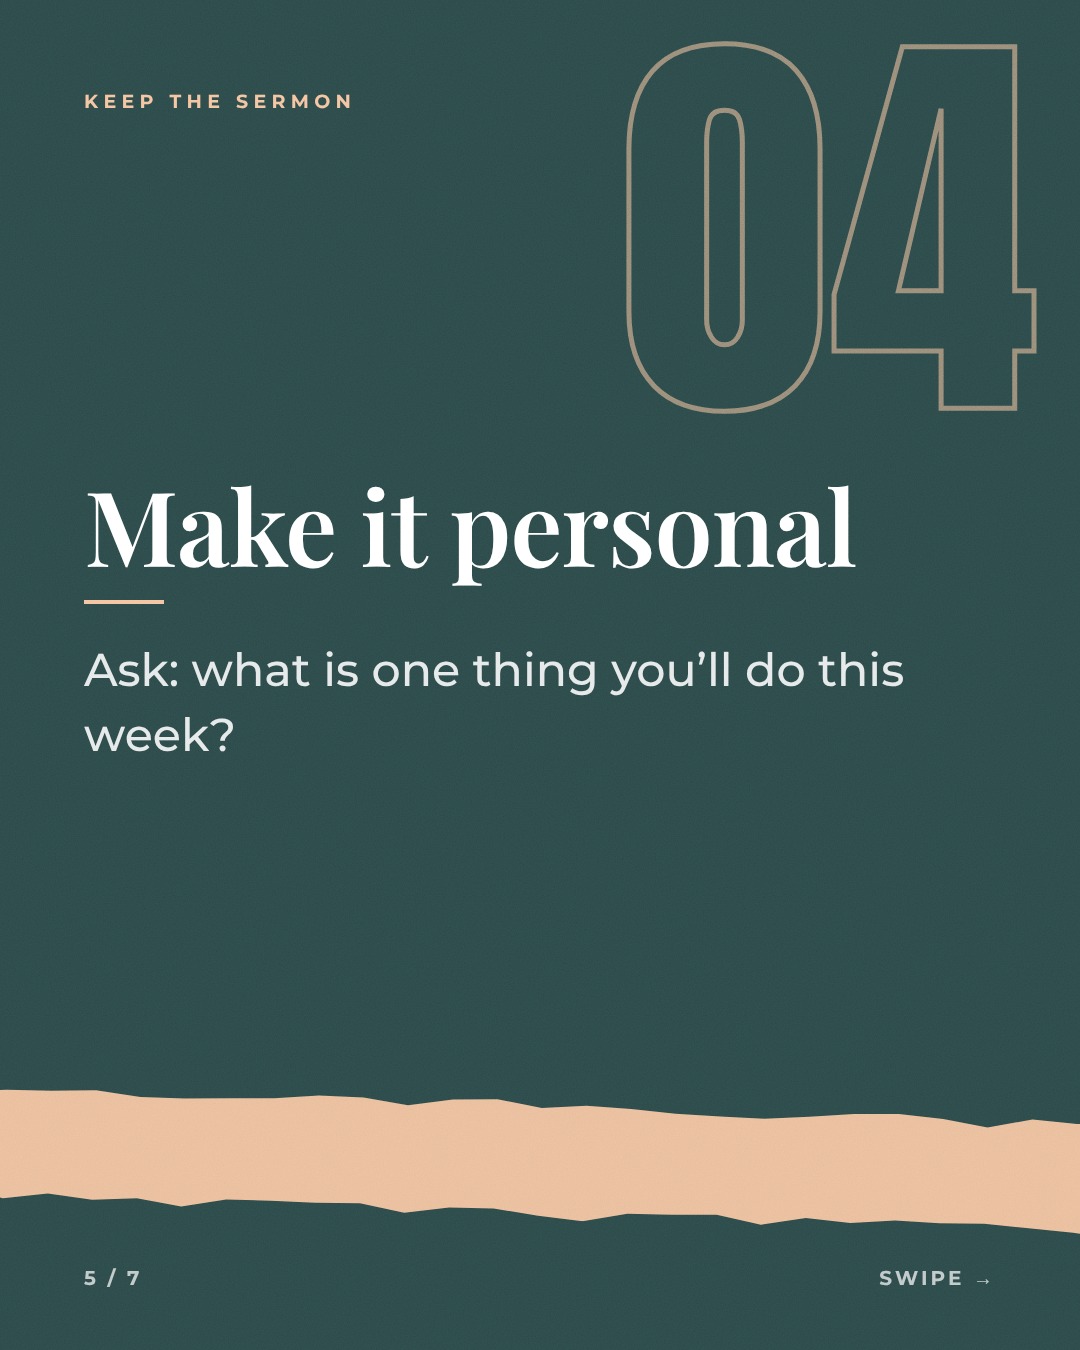 KEEP THE SERMON
04
Make it personal
Ask: what is one thing you’ll do this
week?
5 / 7
SWIPE →